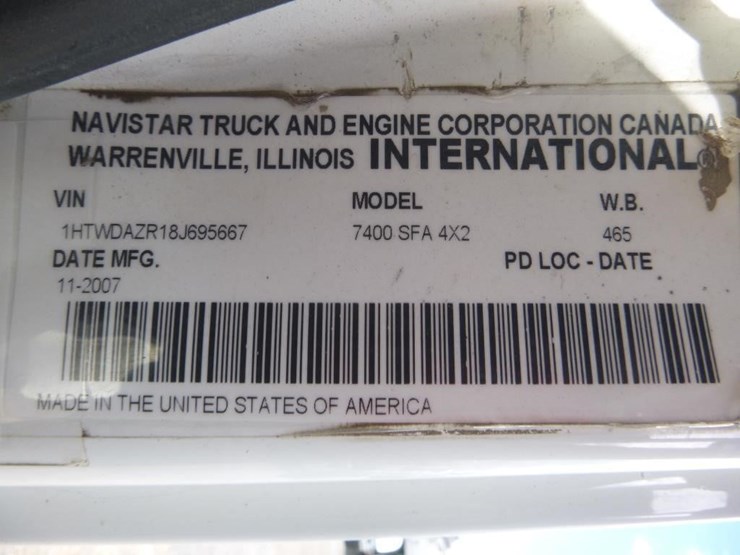 NAVISTAR TRUCK AND ENGINE CORPORATION CANADA
WARRENVILLE, ILLINOIS INTERNATIONAL®
VIN MODEL W.B.
1HTWDAZR18J695667 7400 SFA 4X2 465
DATE MFG. PD LOC - DATE
11-2007
MADE IN THE UNITED STATES OF AMERICA